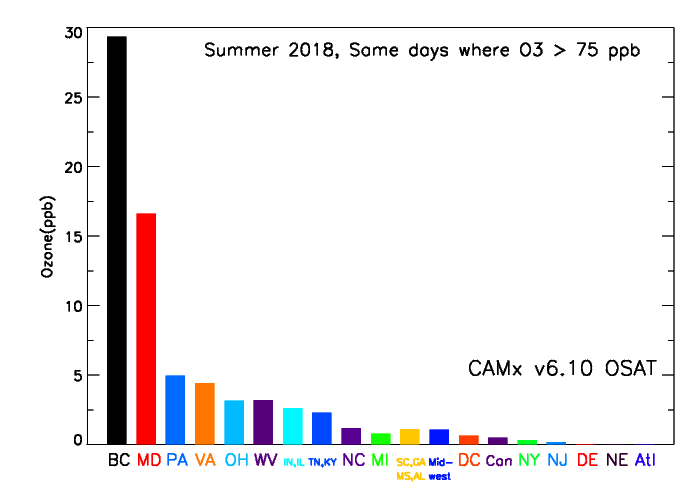 Summer 2018, Same days where O3 > 75 ppb
30
25
20
15
10
5
0
Ozone(ppb)
CAMx v6.10 OSAT
BC MD PA VA OH WV IN,IL TN,KY NC MI SC,GA Mid- DC Can NY NJ DE NE Atl
MS,AL west